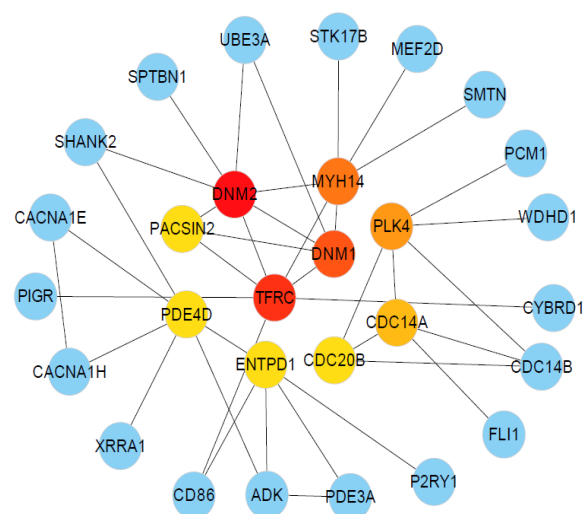 UBE3A
STK17B
MEF2D
SPTBN1
SMTN
SHANK2
PCM1
DNM2
MYH14
CACNA1E
PACSIN2
PLK4
WDHD1
DNM1
PIGR
TFRC
CYBRD1
PDE4D
CDC14A
CACNA1H
ENTPD1
CDC20B
CDC14B
XRRA1
FLI1
CD86
ADK
PDE3A
P2RY1